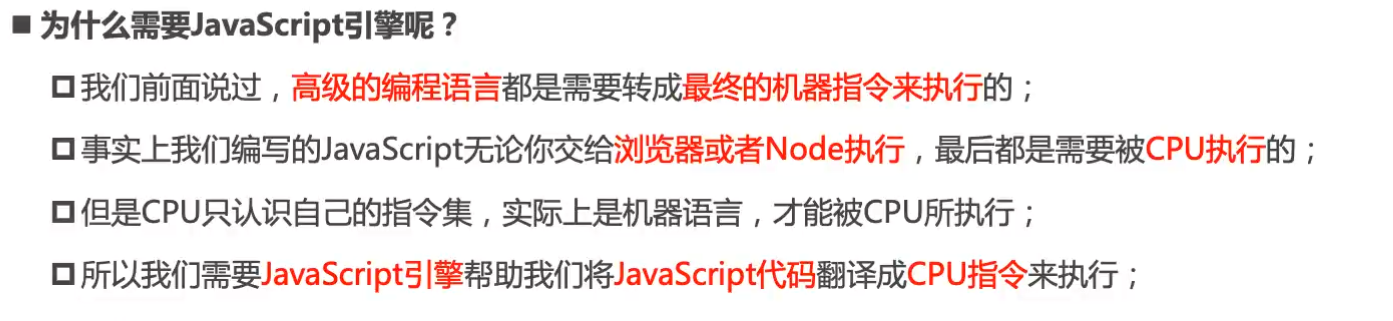 为什么需要JavaScript引擎呢？
我们前面说过，高级的编程语言都是需要转成最终的机器指令来执行的；
事实上我们编写的JavaScript无论你交给浏览器或者Node执行，最后都是需要被CPU执行的；
但是CPU只认识自己的指令集，实际上是机器语言，才能被CPU所执行；
所以我们需要JavaScript引擎帮助我们将JavaScript代码翻译成CPU指令来执行；